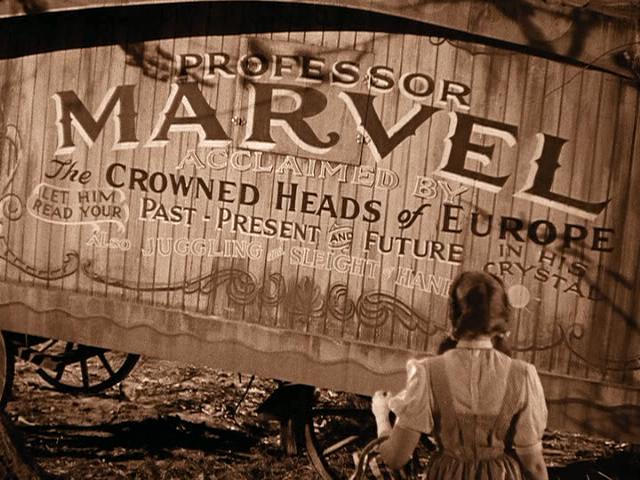 PROFESSOR
MARVEL
ACCLAIMED BY
The CROWNED HEADS of EUROPE
LET HIM
READ YOUR
PAST - PRESENT AND FUTURE
IN HIS
CRYSTAL
ALSO JUGGLING and SLEIGHT of HAND